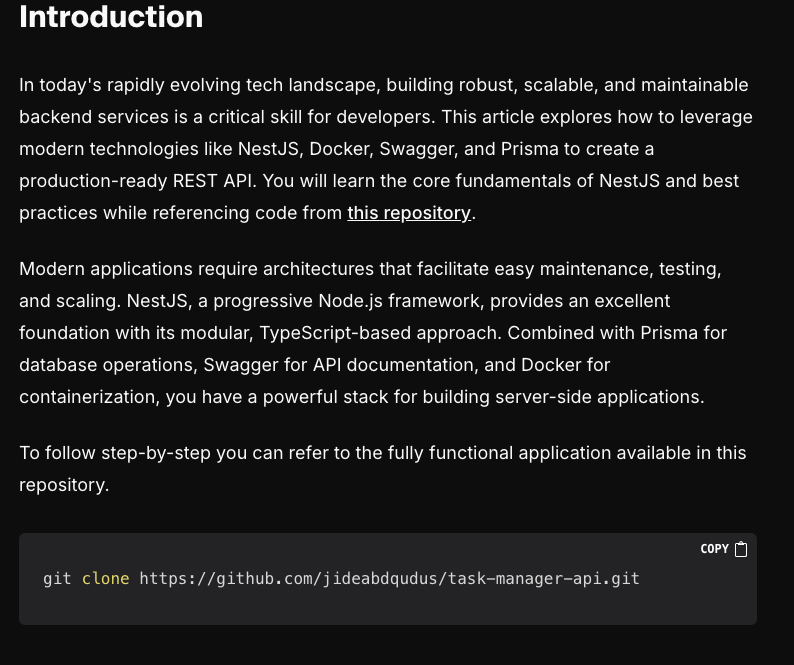 Introduction
In today's rapidly evolving tech landscape, building robust, scalable, and maintainable
backend services is a critical skill for developers. This article explores how to leverage
modern technologies like NestJS, Docker, Swagger, and Prisma to create a
production-ready REST API. You will learn the core fundamentals of NestJS and best
practices while referencing code from this repository.
Modern applications require architectures that facilitate easy maintenance, testing,
and scaling. NestJS, a progressive Node.js framework, provides an excellent
foundation with its modular, TypeScript-based approach. Combined with Prisma for
database operations, Swagger for API documentation, and Docker for
containerization, you have a powerful stack for building server-side applications.
To follow step-by-step you can refer to the fully functional application available in this
repository.
COPY
git clone https://github.com/jideabdqudus/task-manager-api.git